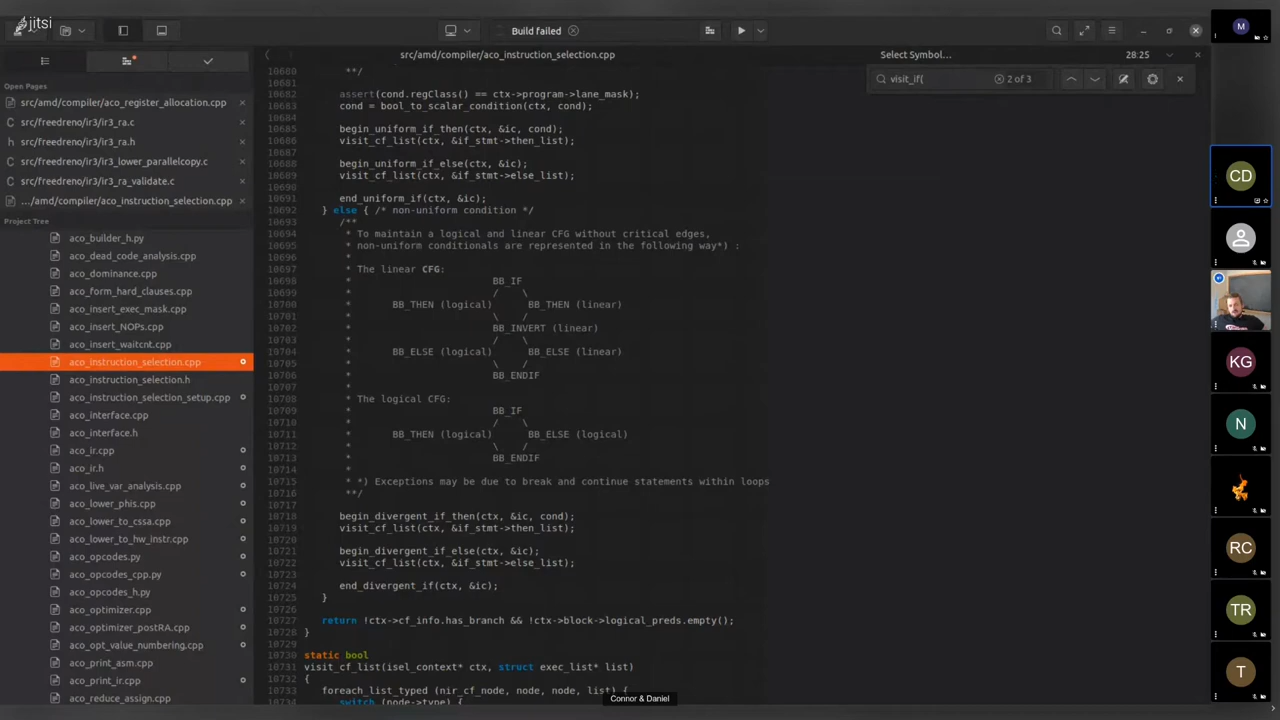 jitsi
Build failed
src/amd/compiler/aco_instruction_selection.cpp
Select Symbol...
28:25
M
Open Pages
src/amd/compiler/aco_register_allocation.cpp
src/freedreno/ir3/ir3_ra.c
src/freedreno/ir3/ir3_ra.h
src/freedreno/ir3/ir3_lower_parallelcopy.c
src/freedreno/ir3/ir3_ra_validate.c
.../amd/compiler/aco_instruction_selection.cpp
Project Tree
aco_builder_h.py
aco_dead_code_analysis.cpp
aco_dominance.cpp
aco_form_hard_clauses.cpp
aco_insert_exec_mask.cpp
aco_insert_NOPs.cpp
aco_insert_waitcnt.cpp
aco_instruction_selection.cpp
aco_instruction_selection.h
aco_instruction_selection_setup.cpp
aco_interface.cpp
aco_interface.h
aco_ir.cpp
aco_ir.h
aco_live_var_analysis.cpp
aco_lower_phis.cpp
aco_lower_to_cssa.cpp
aco_lower_to_hw_instr.cpp
aco_opcodes.py
aco_opcodes_cpp.py
aco_opcodes_h.py
aco_optimizer.cpp
aco_optimizer_postRA.cpp
aco_opt_value_numbering.cpp
aco_print_asm.cpp
aco_print_ir.cpp
aco_reduce_assign.cpp
visit_if(
2 of 3
10680 **/
10681
10682 assert(cond.regClass() == ctx->program->lane_mask);
10683 cond = bool_to_scalar_condition(ctx, cond);
10684
10685 begin_uniform_if_then(ctx, &ic, cond);
10686 visit_cf_list(ctx, &if_stmt->then_list);
10687
10688 begin_uniform_if_else(ctx, &ic);
10689 visit_cf_list(ctx, &if_stmt->else_list);
10690
10691 end_uniform_if(ctx, &ic);
10692 } else { /* non-uniform condition */
10693 /**
10694 * To maintain a logical and linear CFG without critical edges,
10695 * non-uniform conditionals are represented in the following way*) :
10696 *
10697 * The linear CFG:
10698 * BB_IF
10699 * / \
10700 * BB_THEN (logical) BB_THEN (linear)
10701 * \ /
10702 * BB_INVERT (linear)
10703 * / \
10704 * BB_ELSE (logical) BB_ELSE (linear)
10705 * \ /
10706 * BB_ENDIF
10707 *
10708 * The logical CFG:
10709 * BB_IF
10710 * / \
10711 * BB_THEN (logical) BB_ELSE (logical)
10712 * \ /
10713 * BB_ENDIF
10714 *
10715 * *) Exceptions may be due to break and continue statements within loops
10716 **/
10717
10718 begin_divergent_if_then(ctx, &ic, cond);
10719 visit_cf_list(ctx, &if_stmt->then_list);
10720
10721 begin_divergent_if_else(ctx, &ic);
10722 visit_cf_list(ctx, &if_stmt->else_list);
10723
10724 end_divergent_if(ctx, &ic);
10725 }
10726
10727 return !ctx->cf_info.has_branch && !ctx->block->logical_preds.empty();
10728 }
10729
10730 static bool
10731 visit_cf_list(isel_context* ctx, struct exec_list* list)
10732 {
10733 foreach_list_typed (nir_cf_node, node, node, list) {
10734 switch (node->type) {
Connor & Daniel
CD
KG
N
RC
TR
T